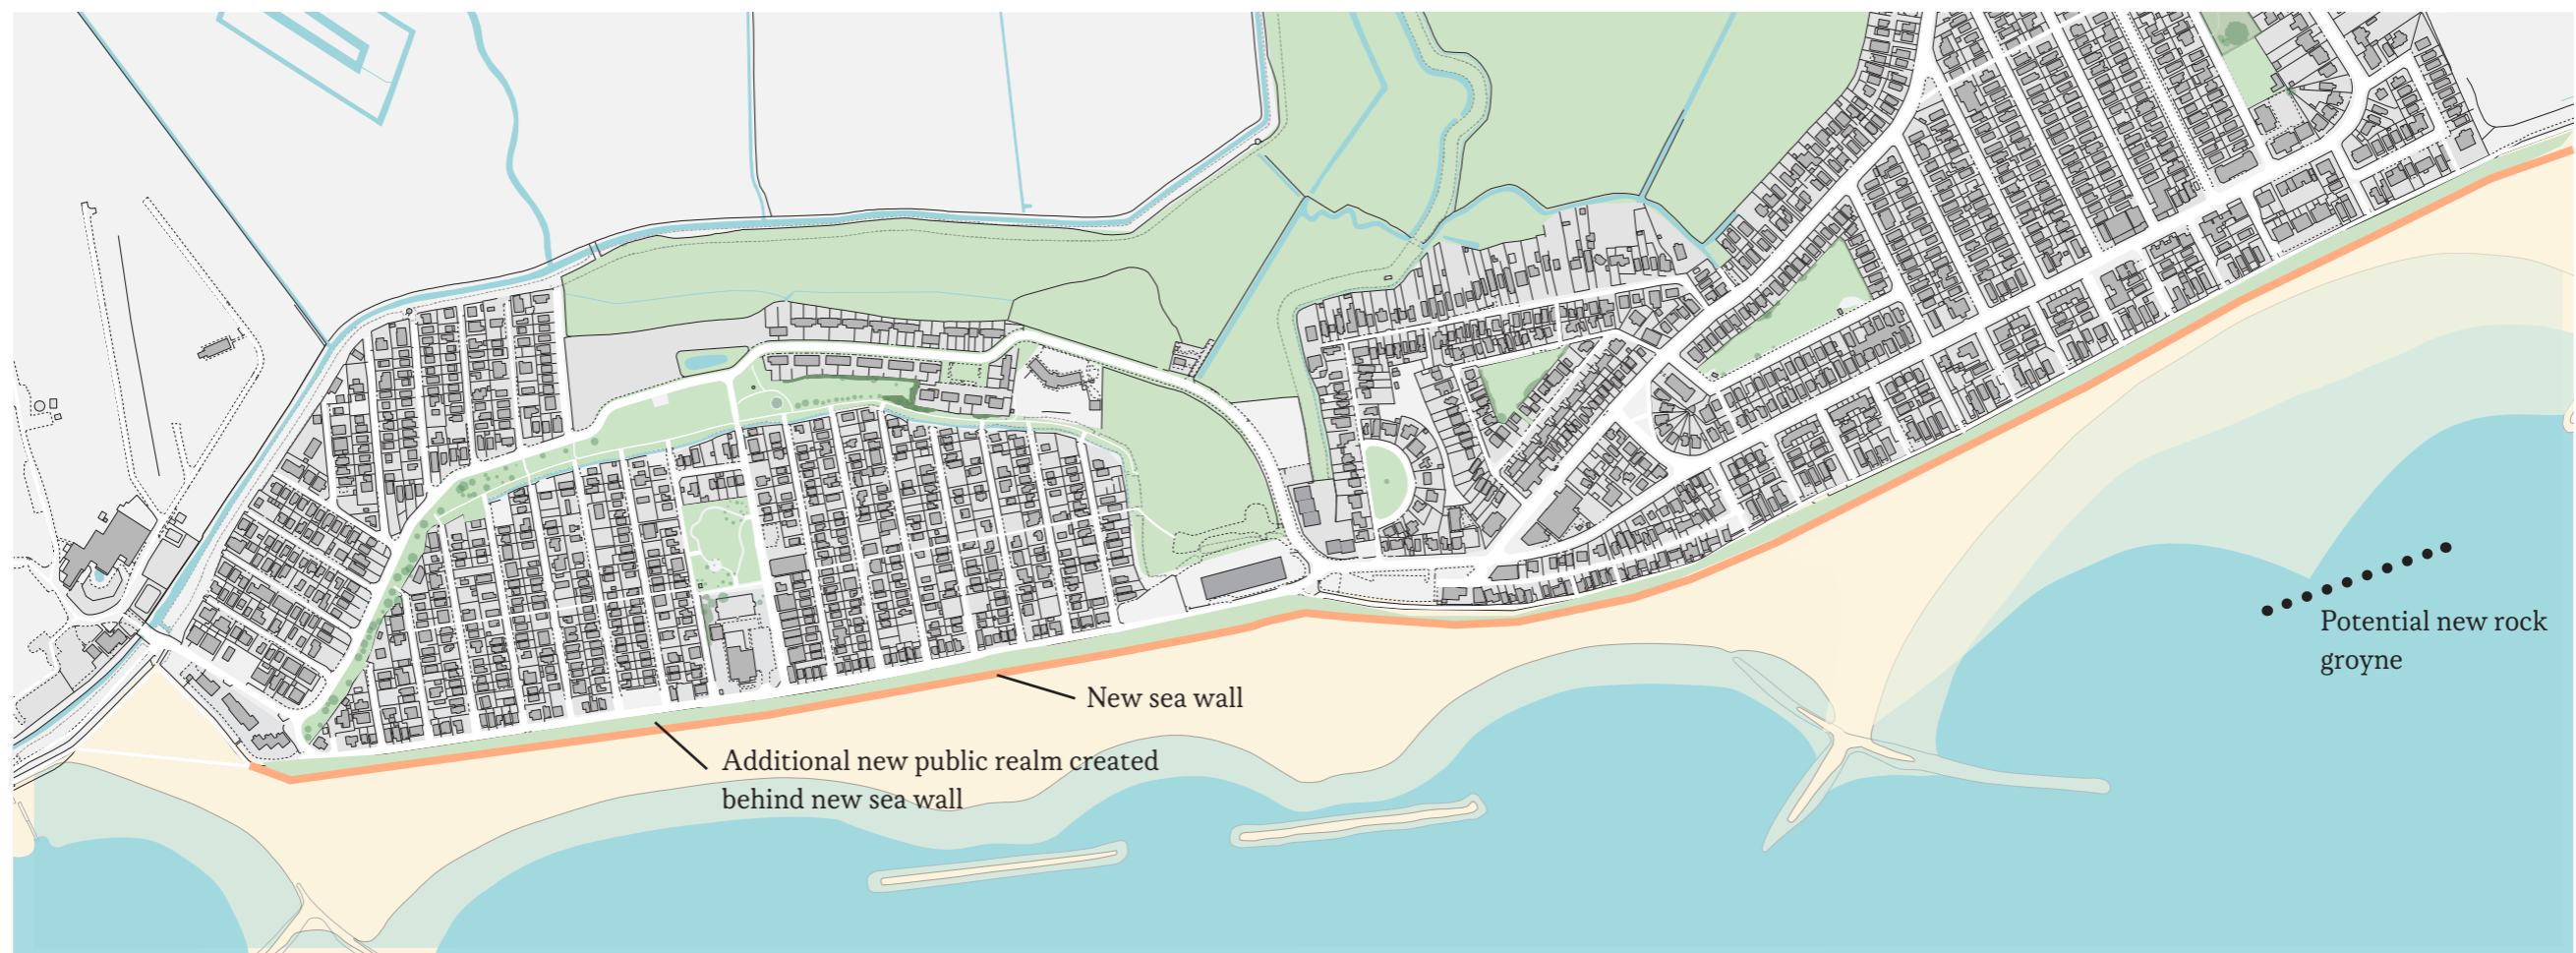 New sea wall
Additional new public realm created
behind new sea wall
Potential new rock
groyne